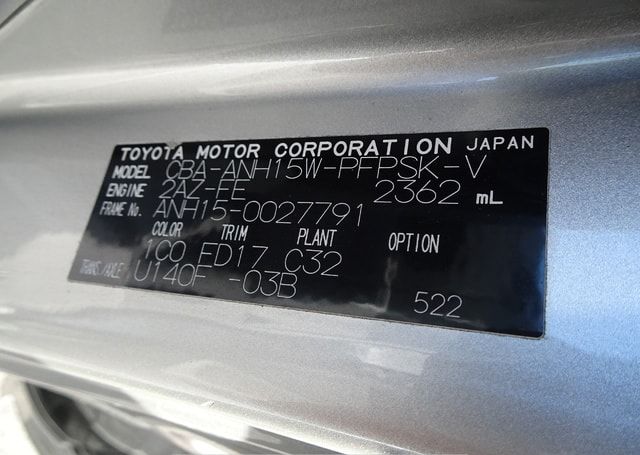 TOYOTA MOTOR CORPORATION JAPAN
MODEL CBA-ANH15W-PFPSK-V
ENGINE 2AZ-FE 2362 mL
FRAME No. ANH15-0027791
COLOR TRIM PLANT OPTION
1C0 FD17 C32
TRANS./AXLE U140F -03B 522